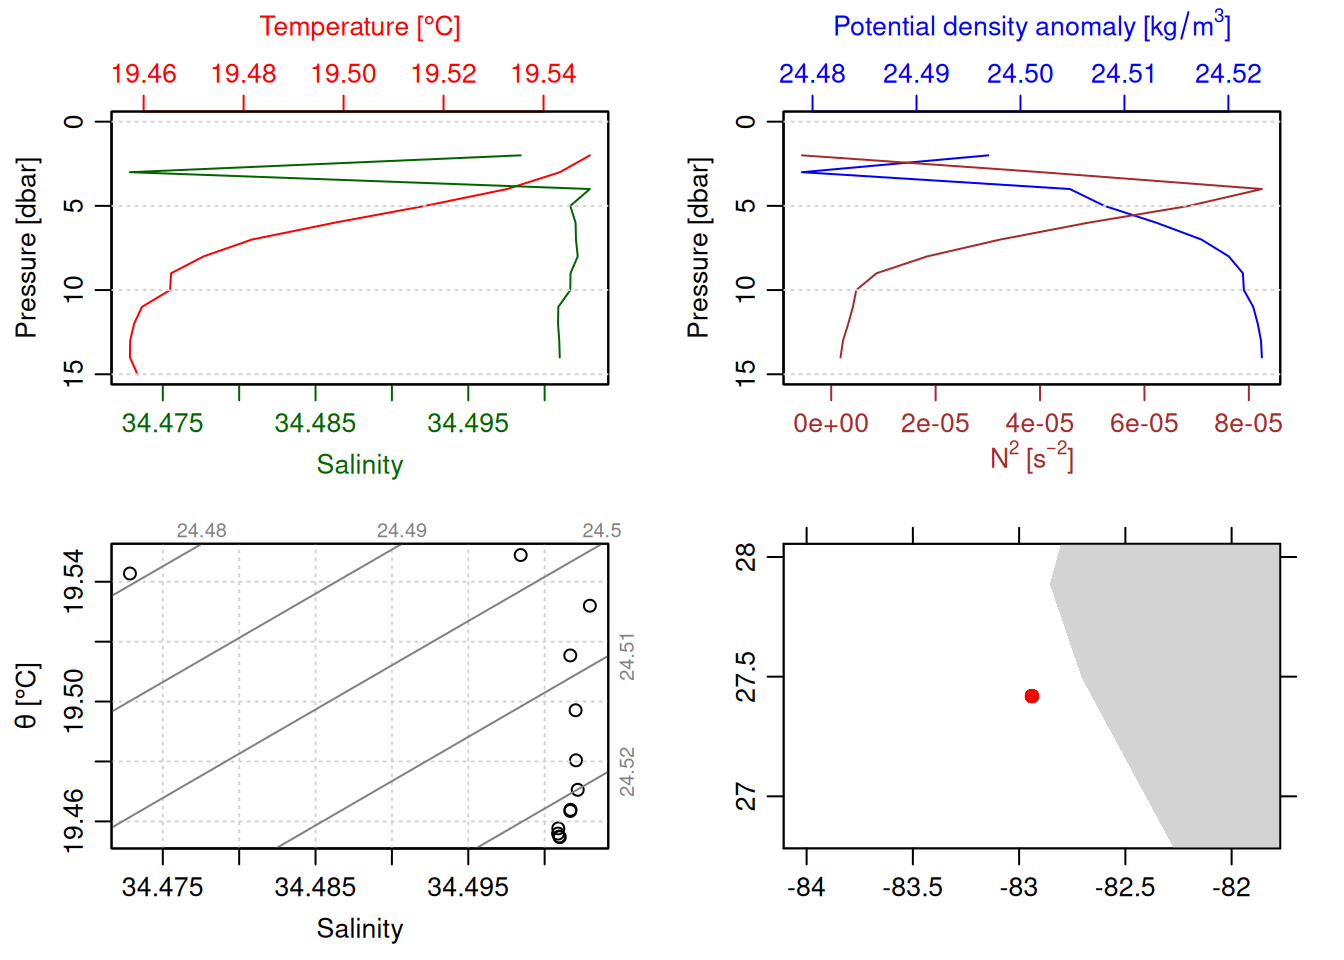 Temperature [°C]
19.46 19.48 19.50 19.52 19.54
0
5
10
15
Pressure [dbar]
34.475 34.485 34.495
Salinity
Potential density anomaly [kg/m³]
24.48 24.49 24.50 24.51 24.52
0
5
10
15
Pressure [dbar]
0e+00 2e-05 4e-05 6e-05 8e-05
N² [s⁻²]
24.48 24.49 24.5
24.51
24.52
19.54
19.50
19.46
θ [°C]
34.475 34.485 34.495
Salinity
28
27.5
27
-84 -83.5 -83 -82.5 -82